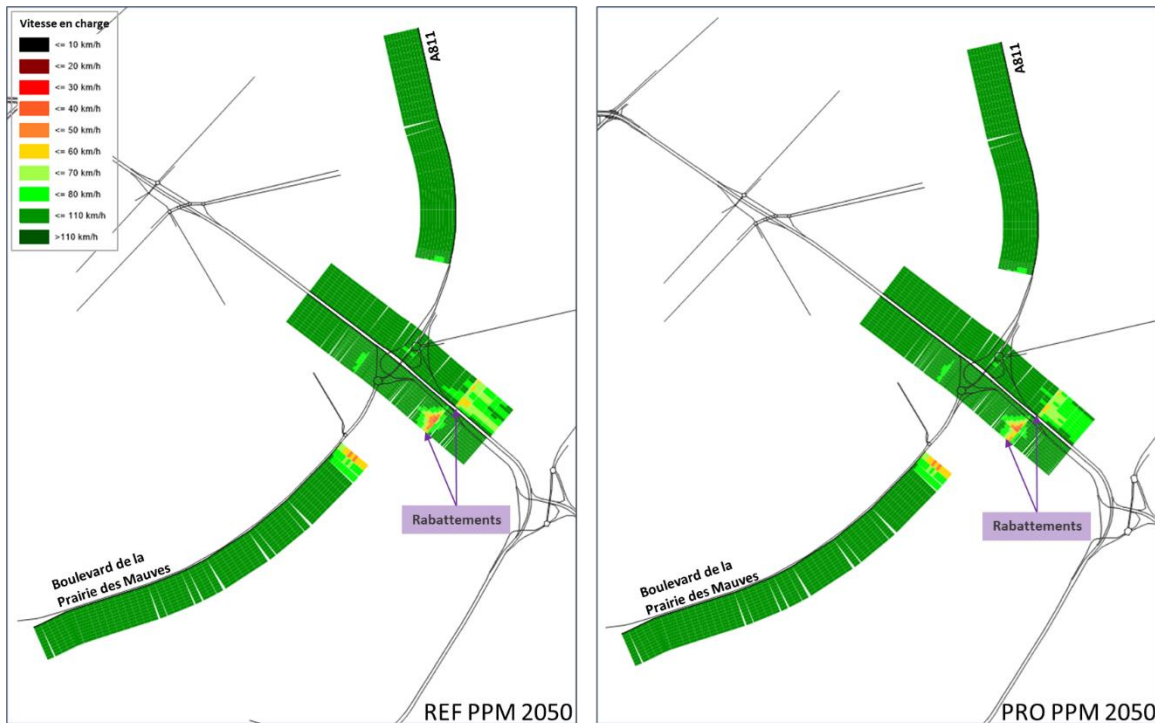 Vitesse en charge
<= 10 km/h
<= 20 km/h
<= 30 km/h
<= 40 km/h
<= 50 km/h
<= 60 km/h
<= 70 km/h
<= 80 km/h
<= 110 km/h
>110 km/h
A811
Rabattements
Boulevard de la
Prairie des Mauves
REF PPM 2050
A811
Rabattements
Boulevard de la
Prairie des Mauves
PRO PPM 2050